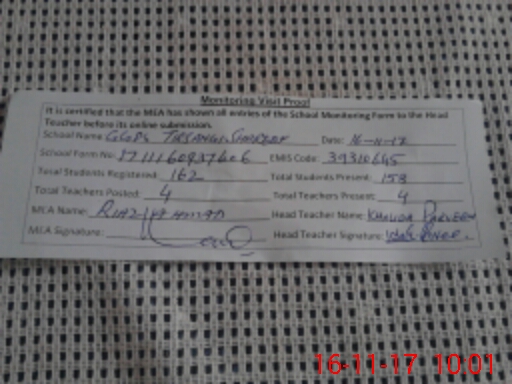 Monitoring Visit Proof
It is certified that the MEA has shown all entries of the School Monitoring Form to the Head
Teacher before its online submission.
School Name GGPS Date: 16-11-17
School Form No: EMIS Code: 39310645
Total Students Registered: 162 Total Students Present: 158
Total Teachers Posted: 4 Total Teachers Present: 4
MEA Name: Riaz Ahmad Head Teacher Name: Khalida Parveen
MEA Signature: Head Teacher Signature:
16-11-17 10:01